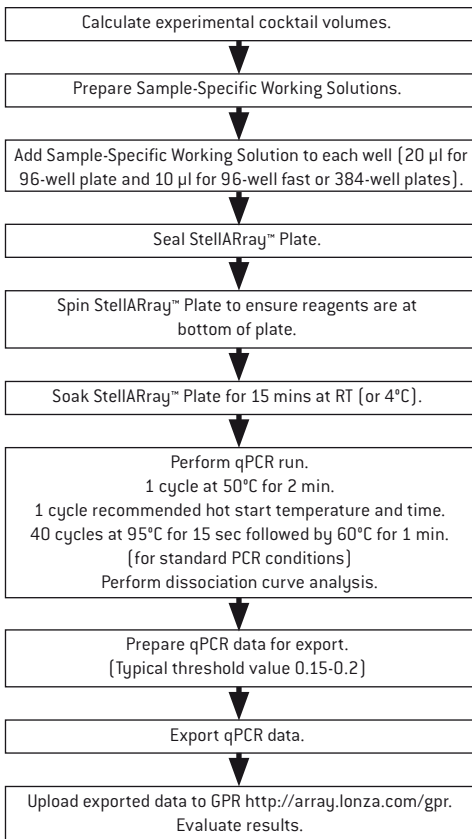 Calculate experimental cocktail volumes.
Prepare Sample-Specific Working Solutions.
Add Sample-Specific Working Solution to each well (20 µl for
96-well plate and 10 µl for 96-well fast or 384-well plates).
Seal StellARray™ Plate.
Spin StellARray™ Plate to ensure reagents are at
bottom of plate.
Soak StellARray™ Plate for 15 mins at RT (or 4ºC).
Perform qPCR run.
1 cycle at 50ºC for 2 min.
1 cycle recommended hot start temperature and time.
40 cycles at 95ºC for 15 sec followed by 60ºC for 1 min.
(for standard PCR conditions)
Perform dissociation curve analysis.
Prepare qPCR data for export.
(Typical threshold value 0.15-0.2)
Export qPCR data.
Upload exported data to GPR http://array.lonza.com/gpr.
Evaluate results.